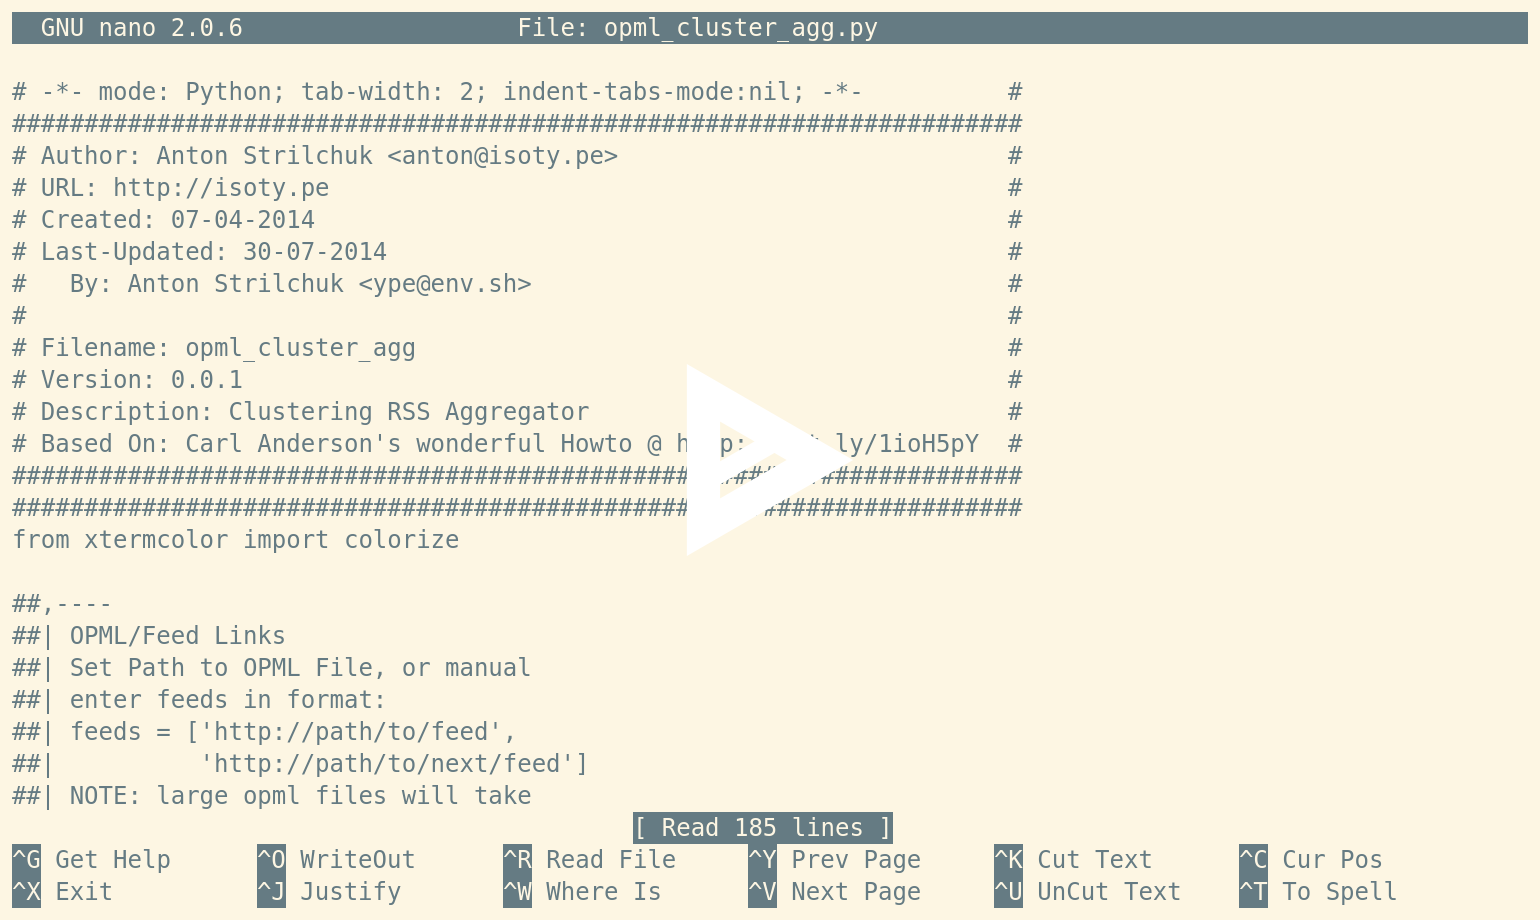 GNU nano 2.0.6 File: opml_cluster_agg.py
# -*- mode: Python; tab-width: 2; indent-tabs-mode:nil; -*- #
######################################################################
# Author: Anton Strilchuk <anton@isoty.pe> #
# URL: http://isoty.pe #
# Created: 07-04-2014 #
# Last-Updated: 30-07-2014 #
#   By: Anton Strilchuk <ype@env.sh> #
# #
# Filename: opml_cluster_agg #
# Version: 0.0.1 #
# Description: Clustering RSS Aggregator #
# Based On: Carl Anderson's wonderful Howto @ ly/1ioH5pY #
######################################################################
######################################################################
from xtermcolor import colorize
##,----
##| OPML/Feed Links
##| Set Path to OPML File, or manual
##| enter feeds in format:
##| feeds = ['http://path/to/feed',
##|          'http://path/to/next/feed']
##| NOTE: large opml files will take
[ Read 185 lines ]
^G Get Help ^O WriteOut ^R Read File ^Y Prev Page ^K Cut Text ^C Cur Pos
^X Exit ^J Justify ^W Where Is ^V Next Page ^U UnCut Text ^T To Spell